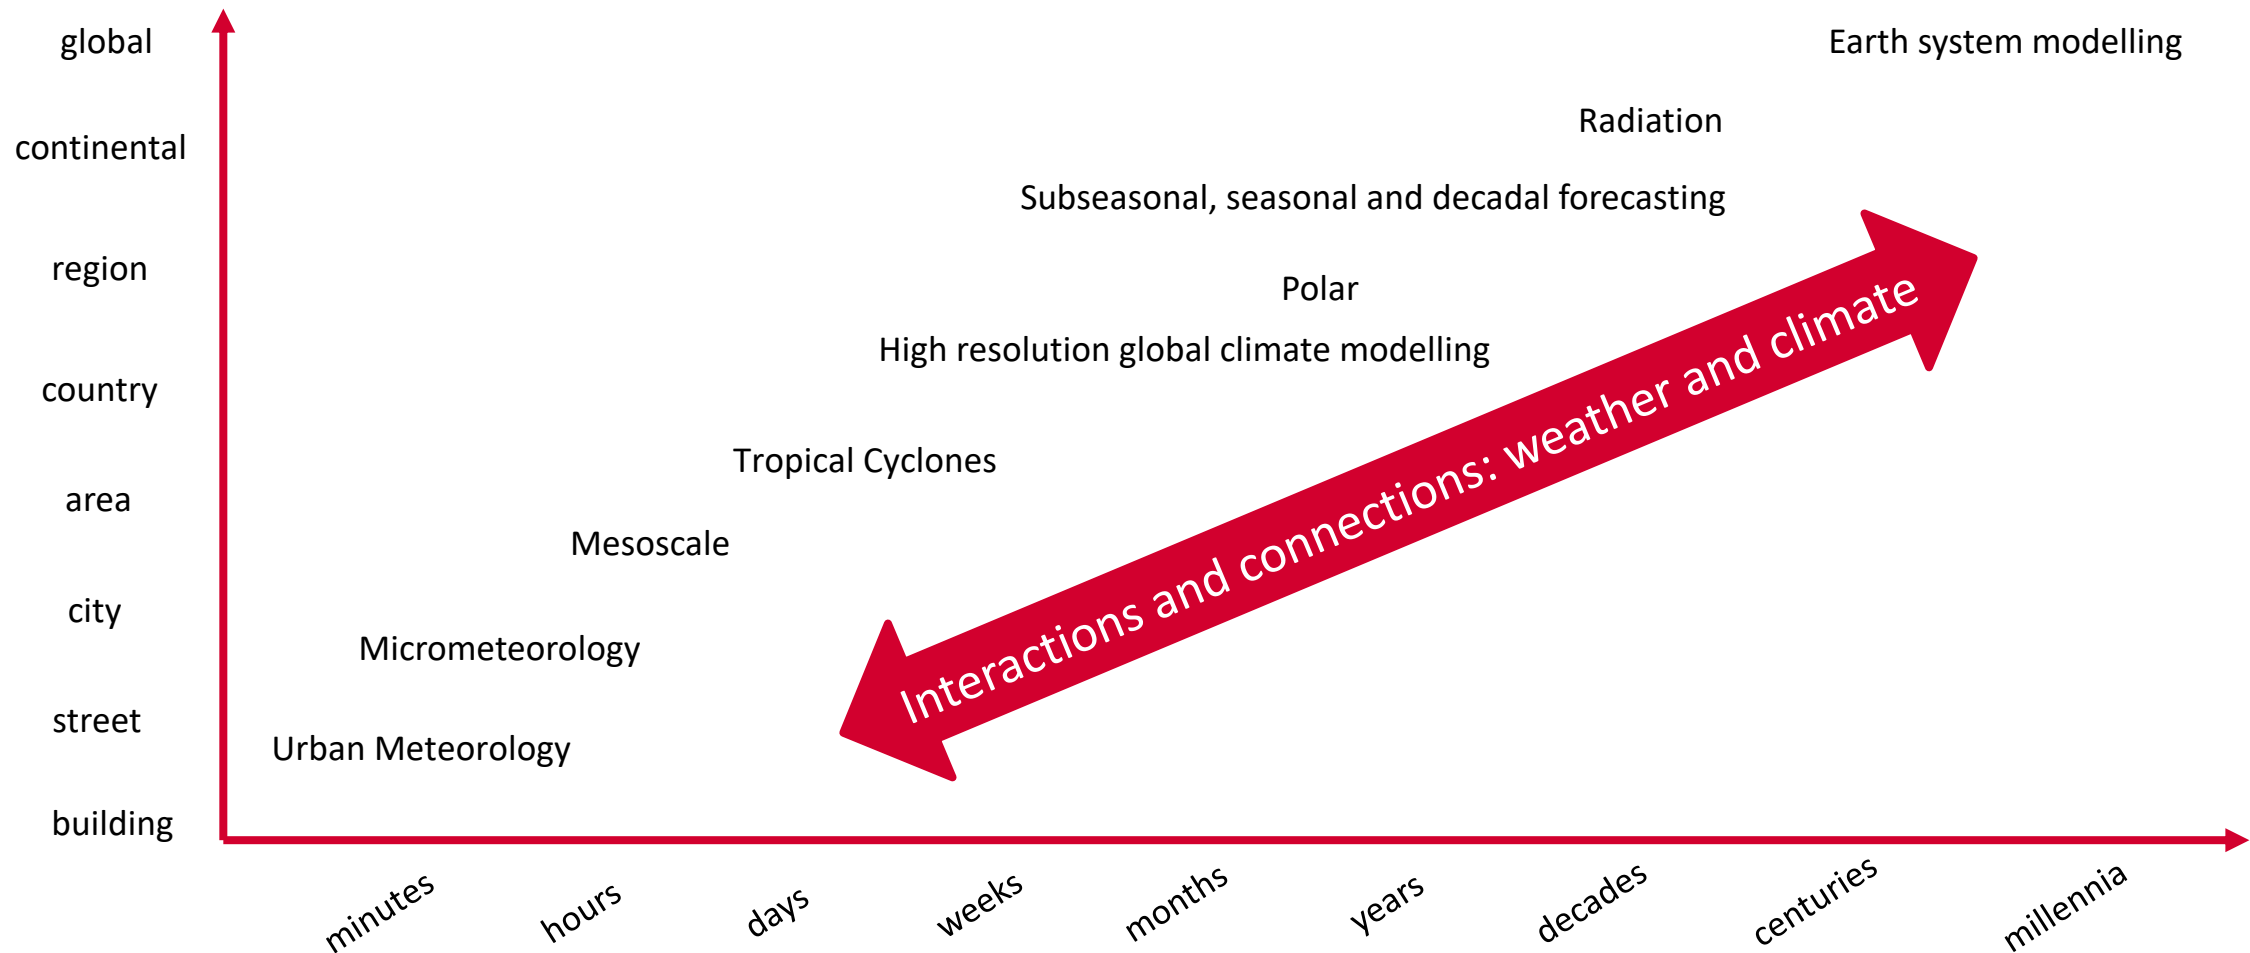 global
Earth system modelling
Radiation
continental
Subseasonal, seasonal and decadal forecasting
region
Polar
High resolution global climate modelling
country
Tropical Cyclones
area
Mesoscale
city
Micrometeorology
street
Urban Meteorology
building
Interactions and connections: weather and climate
minutes
hours
days
weeks
months
years
decades
centuries
millennia